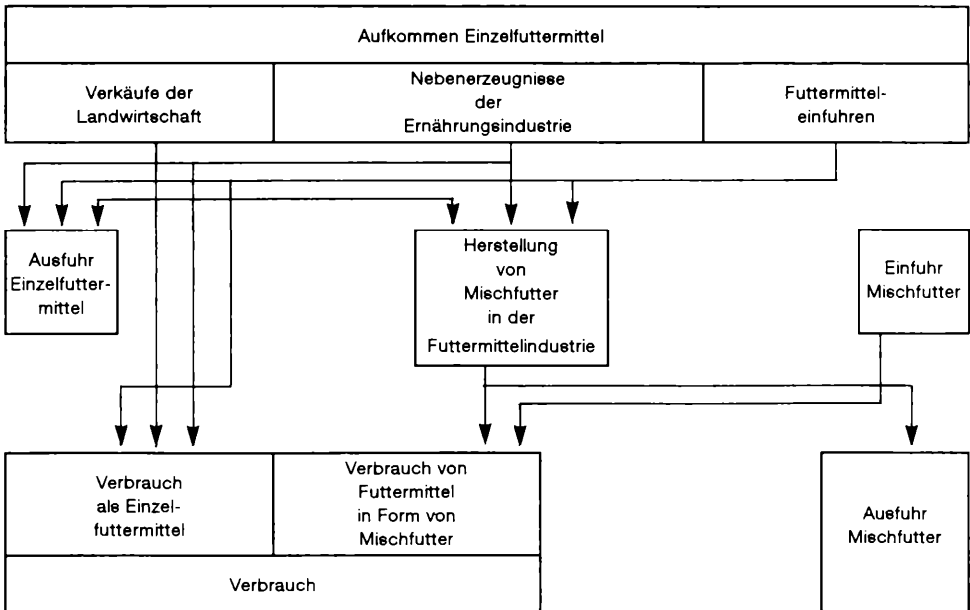 Aufkommen Einzelfuttermittel
Verkäufe der
Landwirtschaft
Nebenerzeugnisse
der
Ernährungsindustrie
Futtermittel-
einfuhren
Ausfuhr
Einzelfutter-
mittel
Herstellung
von
Mischfutter
in der
Futtermittelindustrie
Einfuhr
Mischfutter
Verbrauch
als Einzel-
futtermittel
Verbrauch von
Futtermittel
in Form von
Mischfutter
Ausfuhr
Mischfutter
Verbrauch